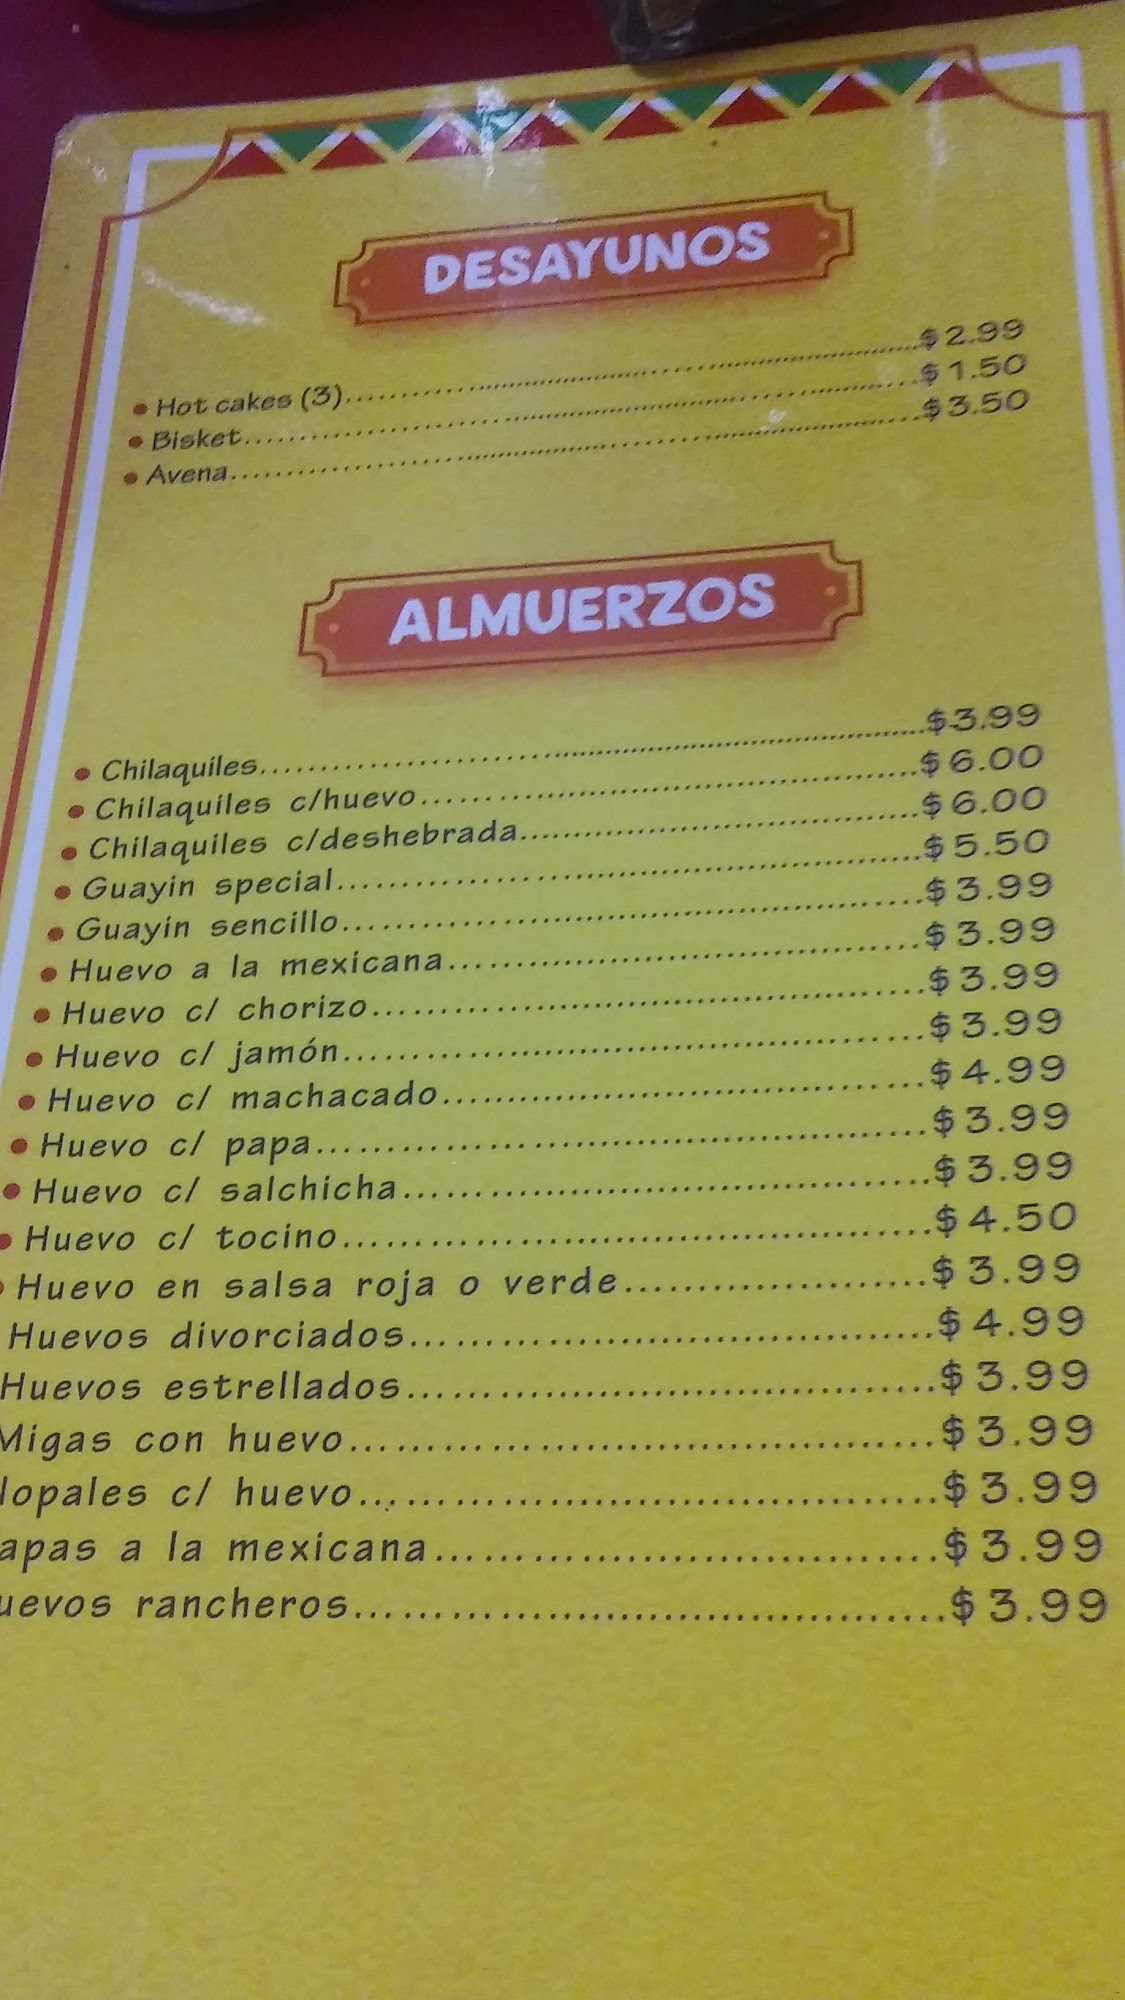 DESAYUNOS
• Hot cakes (3)........................$2.99
• Bisket........................$1.50
• Avena........................$3.50
ALMUERZOS
• Chilaquiles........................$3.99
• Chilaquiles c/huevo........................$6.00
• Chilaquiles c/deshebrada........................$6.00
• Guayin special........................$5.50
• Guayin sencillo........................$3.99
• Huevo a la mexicana........................$3.99
• Huevo c/ chorizo........................$3.99
• Huevo c/ jamón........................$3.99
• Huevo c/ machacado........................$4.99
• Huevo c/ papa........................$3.99
• Huevo c/ salchicha........................$3.99
• Huevo c/ tocino........................$4.50
• Huevo en salsa roja o verde........................$3.99
Huevos divorciados........................$4.99
Huevos estrellados........................$3.99
Migas con huevo........................$3.99
lopales c/ huevo........................$3.99
apas a la mexicana........................$3.99
uevos rancheros........................$3.99